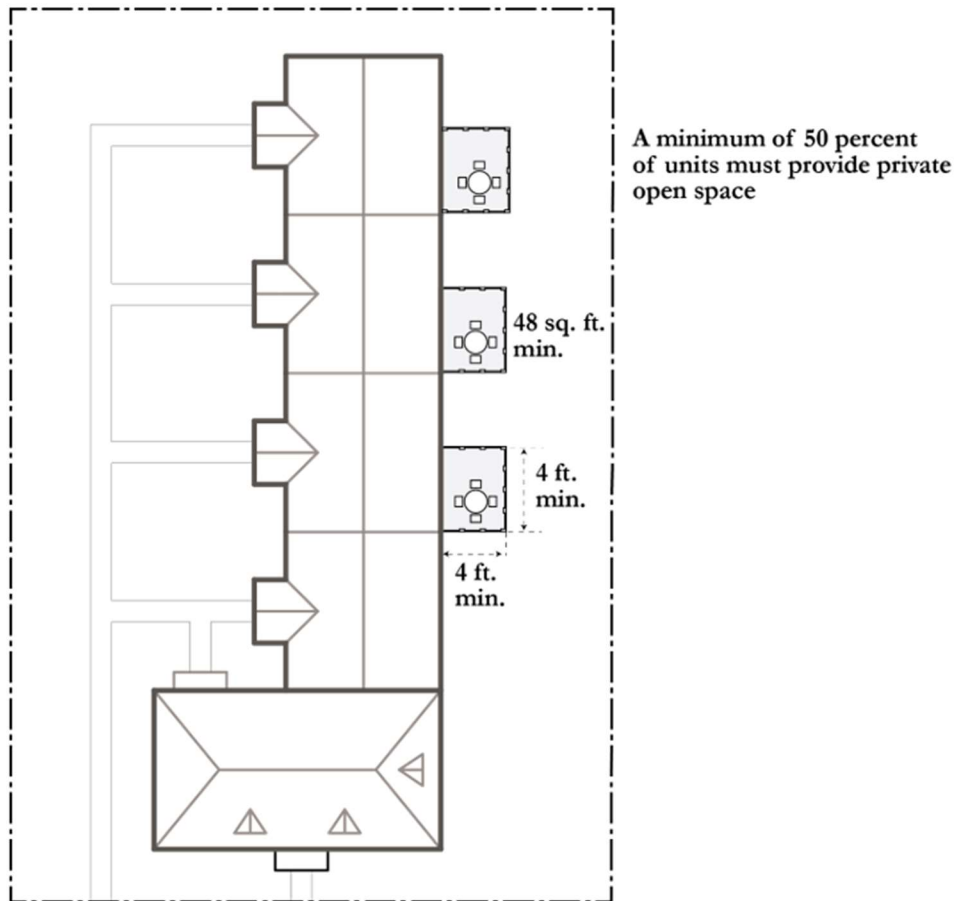 A minimum of 50 percent
of units must provide private
open space
48 sq. ft.
min.
4 ft.
min.
4 ft.
min.